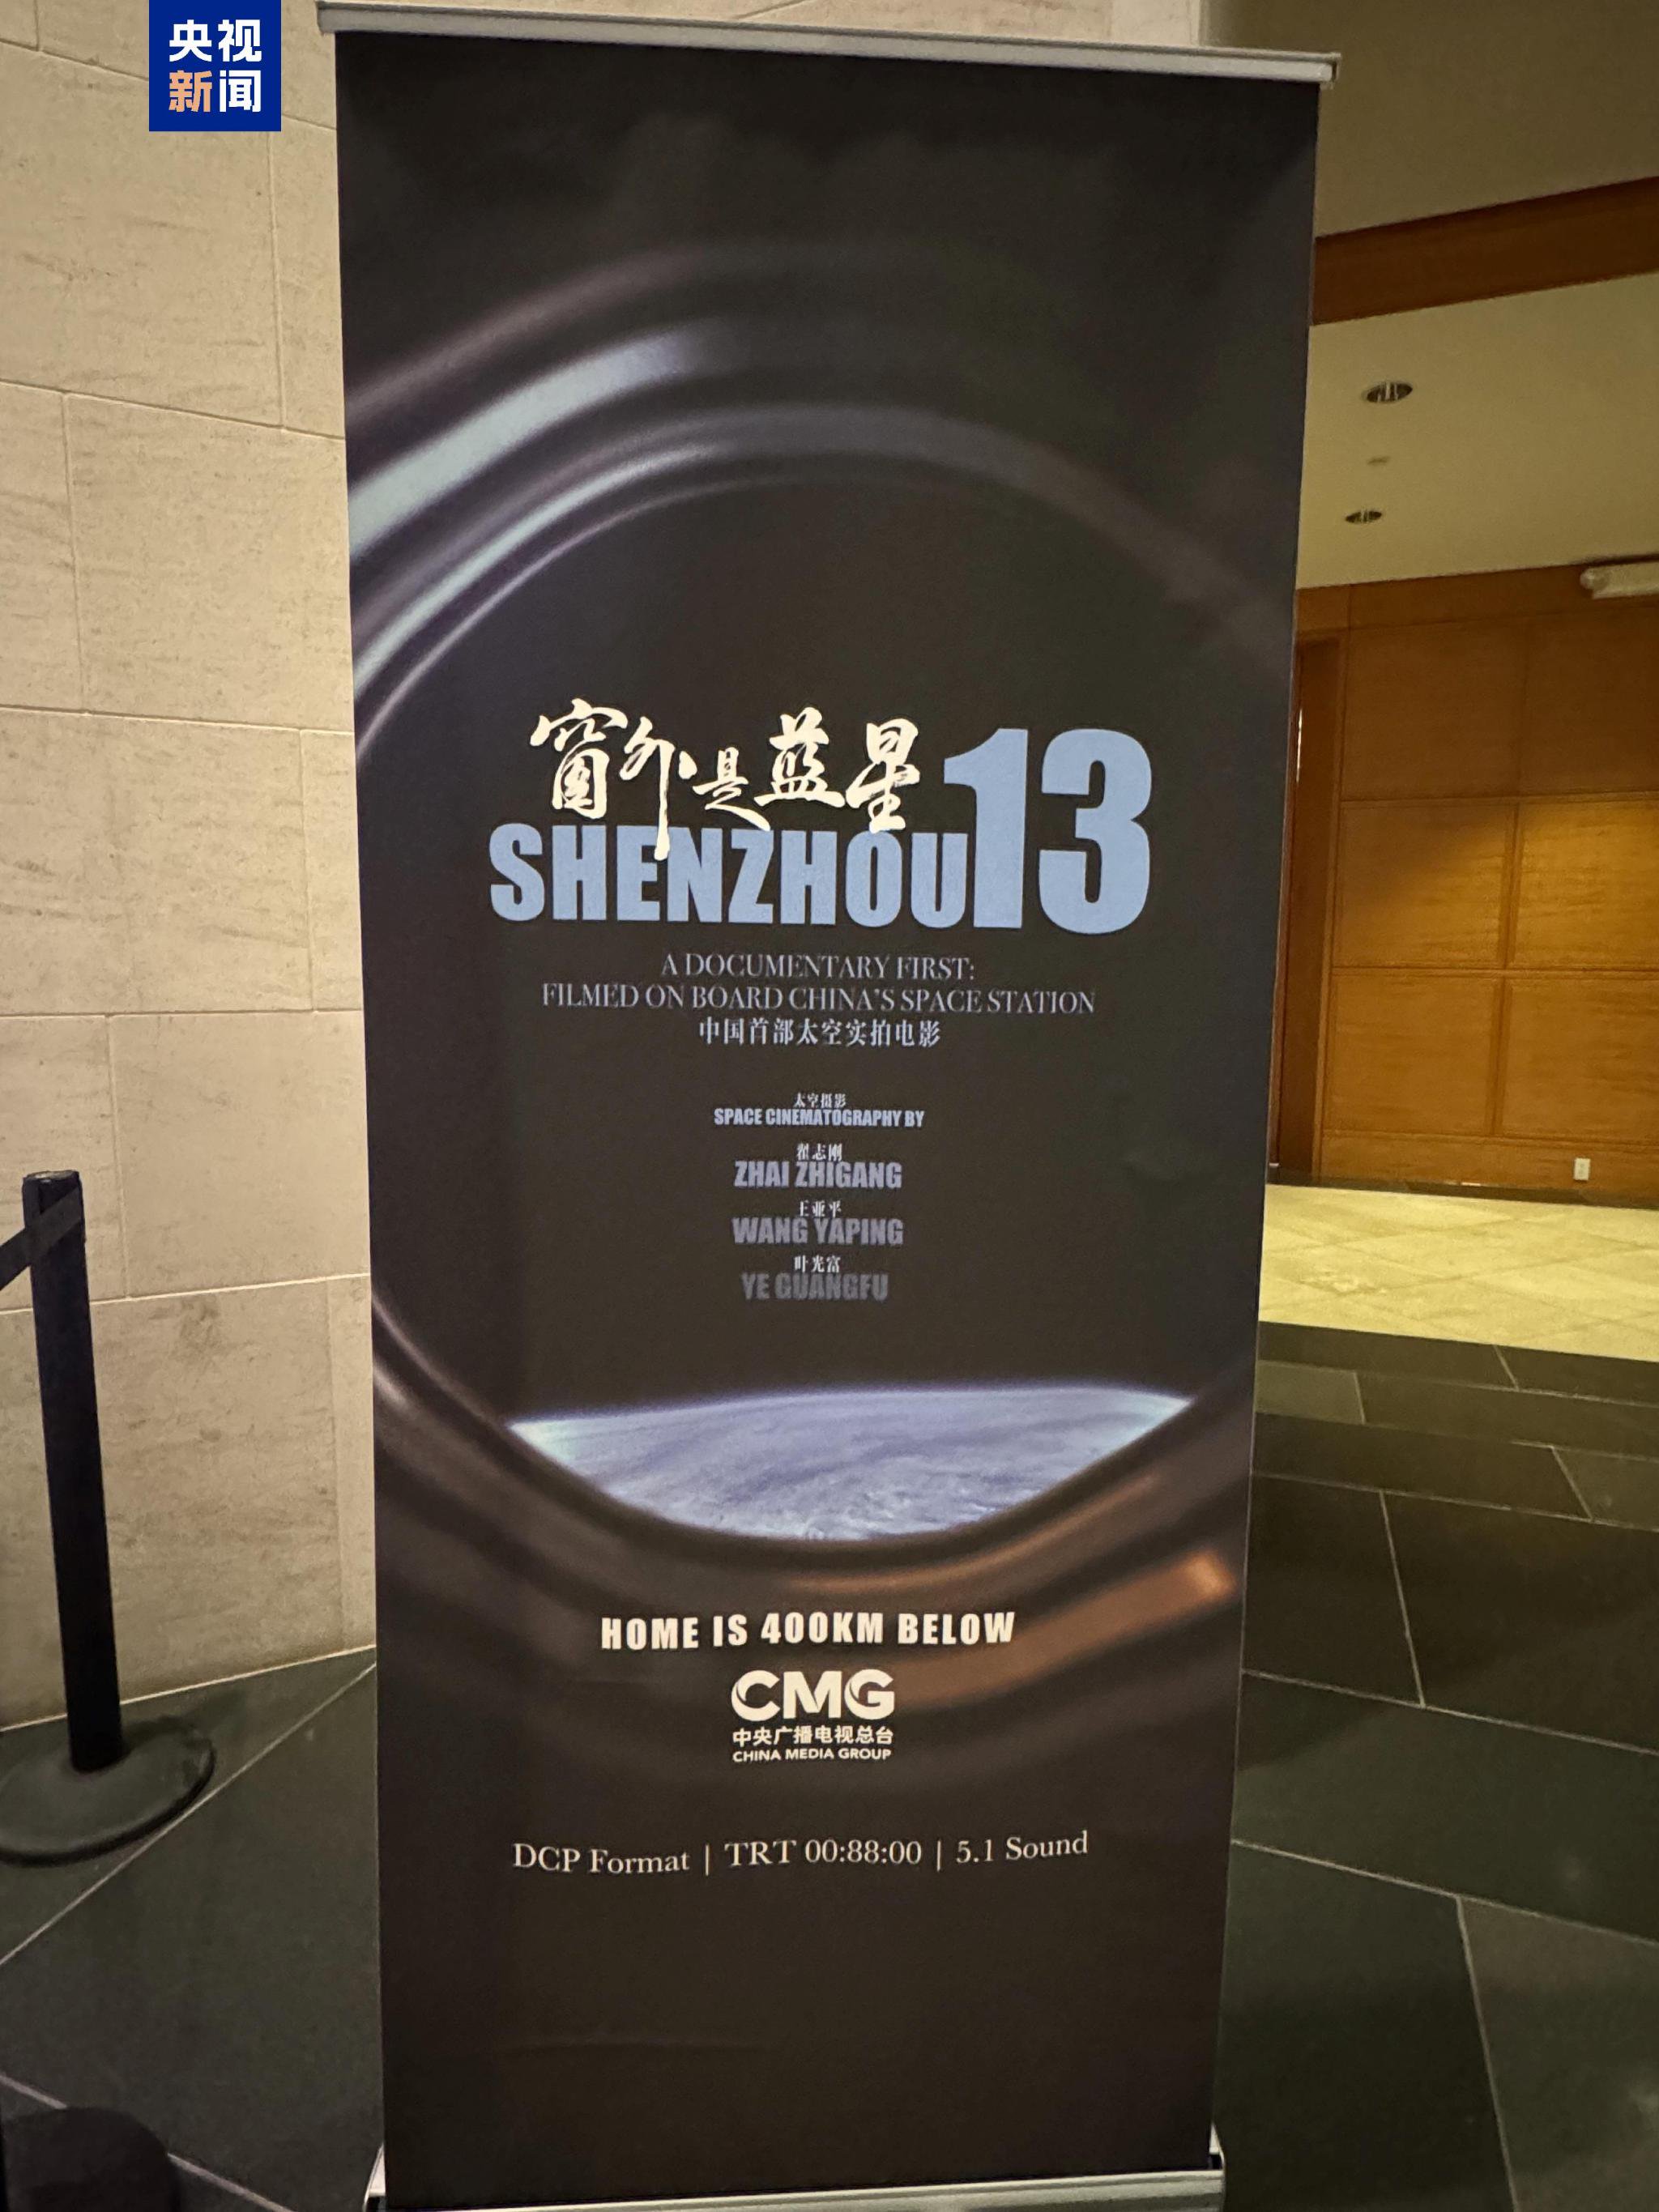 央视
新闻
窗外是蓝星
SHENZHOU13
A DOCUMENTARY FIRST:
FILMED ON BOARD CHINA'S SPACE STATION
中国首部太空实拍电影
太空摄影
SPACE CINEMATOGRAPHY BY
翟志刚
ZHAI ZHIGANG
王亚平
WANG YAPING
叶光富
YE GUANGFU
HOME IS 400KM BELOW
CMG
中央广播电视总台
CHINA MEDIA GROUP
DCP Format | TRT 00:88:00 | 5.1 Sound